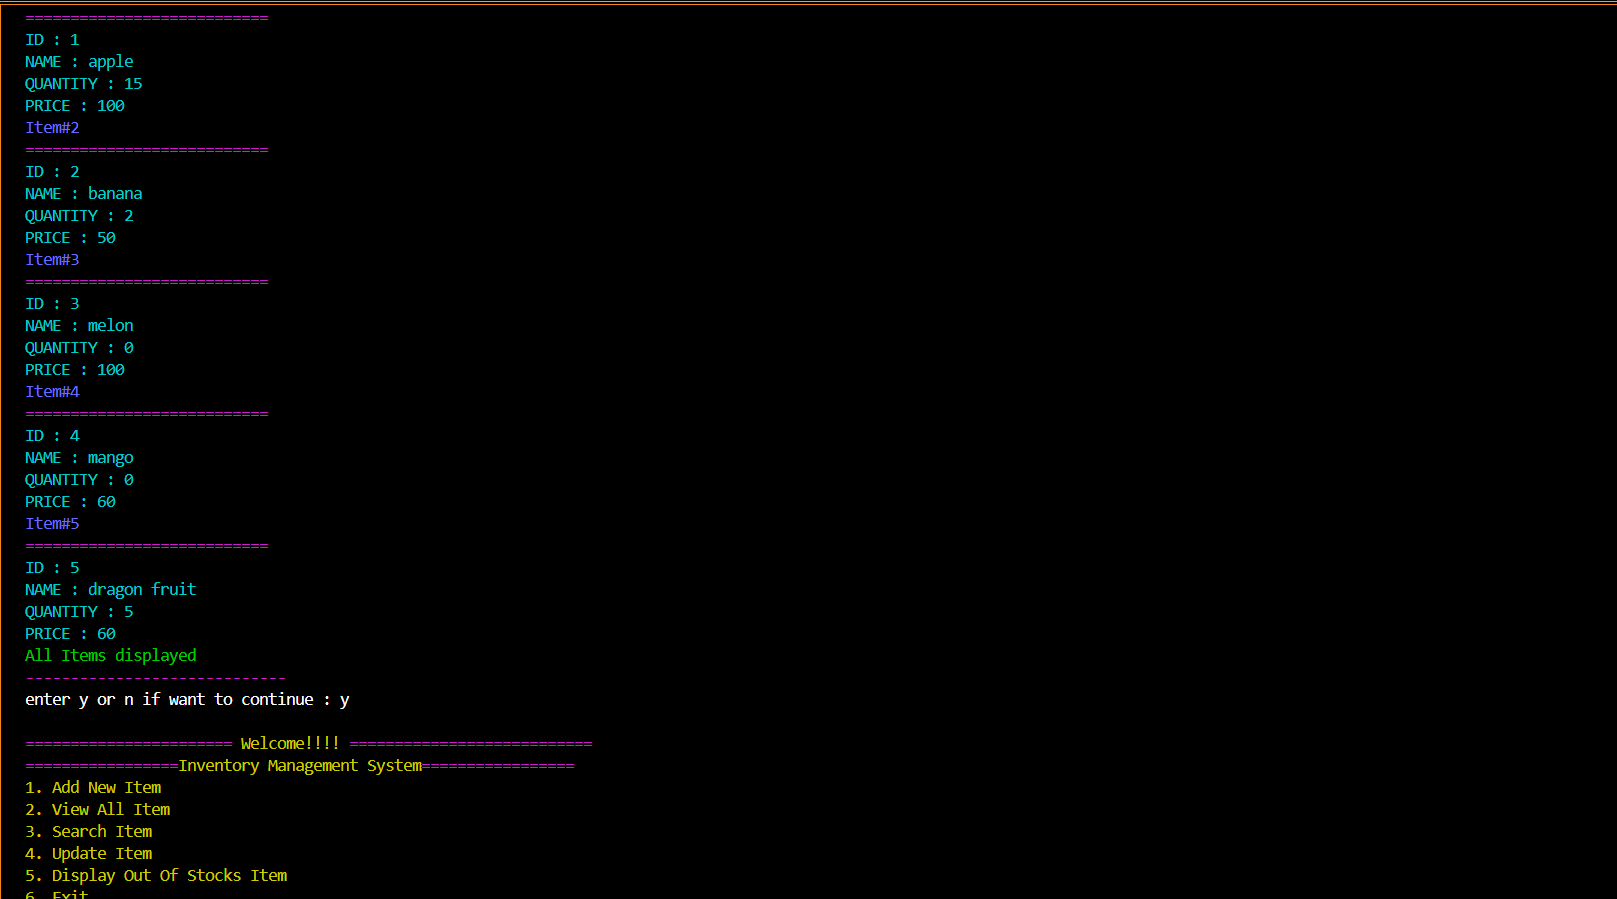 ===========================
ID : 1
NAME : apple
QUANTITY : 15
PRICE : 100
Item#2
===========================
ID : 2
NAME : banana
QUANTITY : 2
PRICE : 50
Item#3
===========================
ID : 3
NAME : melon
QUANTITY : 0
PRICE : 100
Item#4
===========================
ID : 4
NAME : mango
QUANTITY : 0
PRICE : 60
Item#5
===========================
ID : 5
NAME : dragon fruit
QUANTITY : 5
PRICE : 60
All Items displayed
-----------------------------
enter y or n if want to continue : y
======================= Welcome!!!! ===========================
=================Inventory Management System=================
1. Add New Item
2. View All Item
3. Search Item
4. Update Item
5. Display Out Of Stocks Item
6. Exit